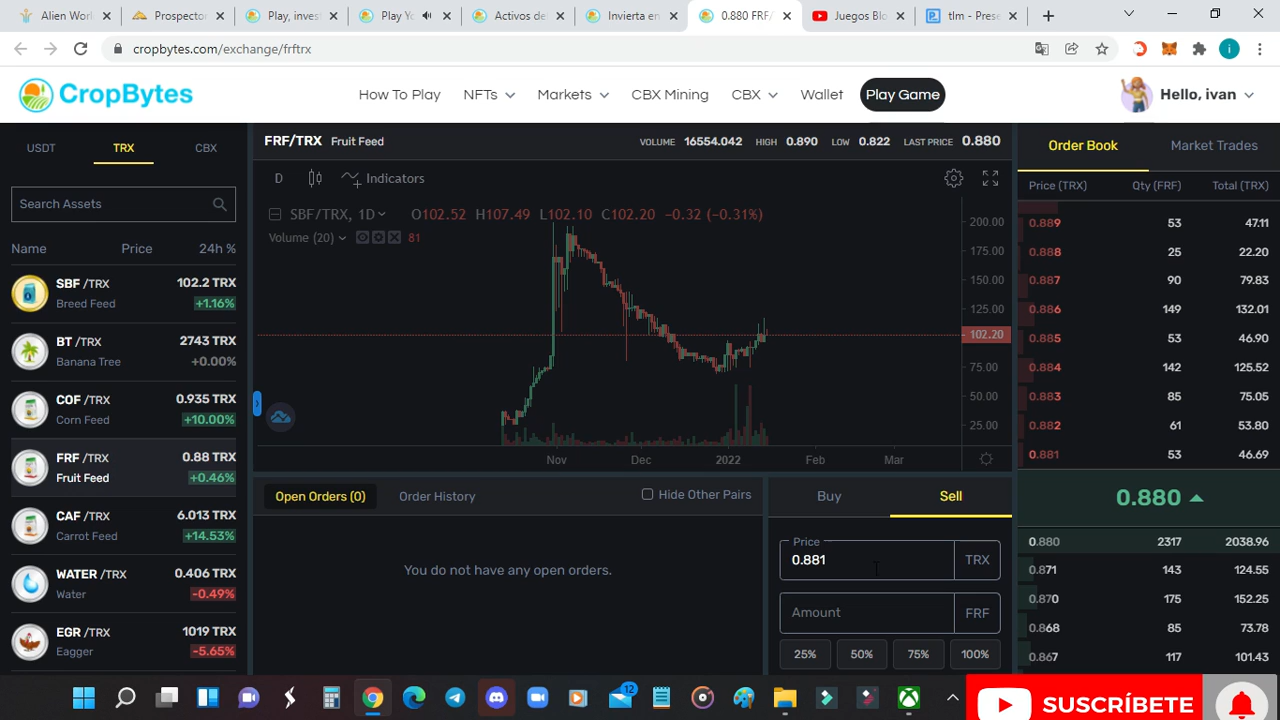 Alien Work
Prospector
Play, invest
Play Yo
Activos de
Invierta en
0.880 FRF/
Juegos Blo
tlm - Prese
cropbytes.com/exchange/frftrx
CropBytes
How To Play
NFTs
Markets
CBX Mining
CBX
Wallet
Play Game
Hello, ivan
USDT
TRX
CBX
Search Assets
Name Price 24h %
SBF /TRX 102.2 TRX
Breed Feed +1.16%
BT /TRX 2743 TRX
Banana Tree +0.00%
COF /TRX 0.935 TRX
Corn Feed +10.00%
FRF /TRX 0.88 TRX
Fruit Feed +0.46%
CAF /TRX 6.013 TRX
Carrot Feed +14.53%
WATER /TRX 0.406 TRX
Water -0.49%
EGR /TRX 1019 TRX
Eagger -5.65%
FRF/TRX Fruit Feed
VOLUME 16554.042 HIGH 0.890 LOW 0.822 LAST PRICE 0.880
D
Indicators
SBF/TRX, 1D O102.52 H107.49 L102.10 C102.20 −0.32 (−0.31%)
Volume (20) 81
200.00
175.00
150.00
125.00
102.20
75.00
50.00
25.00
Nov Dec 2022 Feb Mar
Open Orders (0)
Order History
Hide Other Pairs
You do not have any open orders.
Buy
Sell
Price
0.881 TRX
Amount FRF
25% 50% 75% 100%
Order Book
Market Trades
Price (TRX) Qty (FRF) Total (TRX)
0.889 53 47.11
0.888 25 22.20
0.887 90 79.83
0.886 149 132.01
0.885 53 46.90
0.884 142 125.52
0.883 85 75.05
0.882 61 53.80
0.881 53 46.69
0.880
0.880 2317 2038.96
0.871 143 124.55
0.870 175 152.25
0.868 85 73.78
0.867 117 101.43
12
SUSCRÍBETE